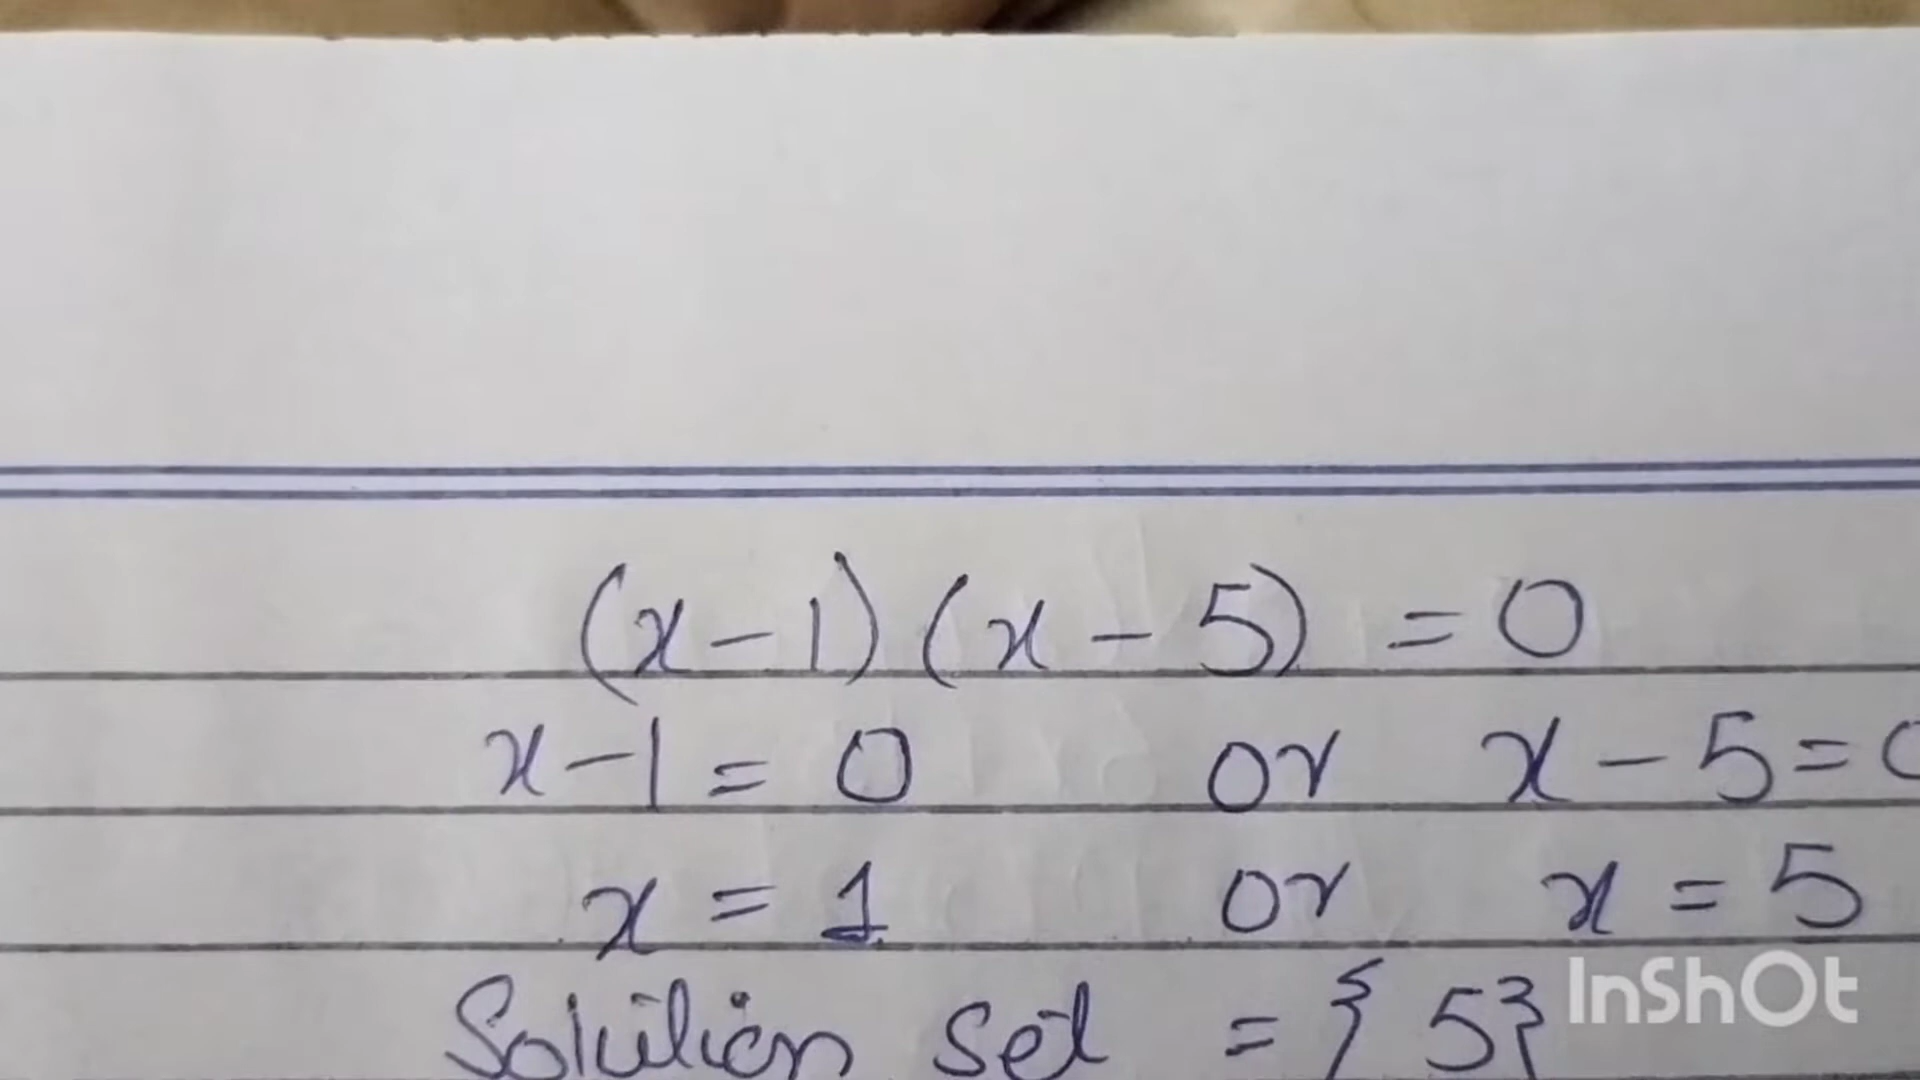 (x-1)(x-5)=0
x-1=0 or x-5=0
x=1 or x=5
Solution set = {5}
InShOt